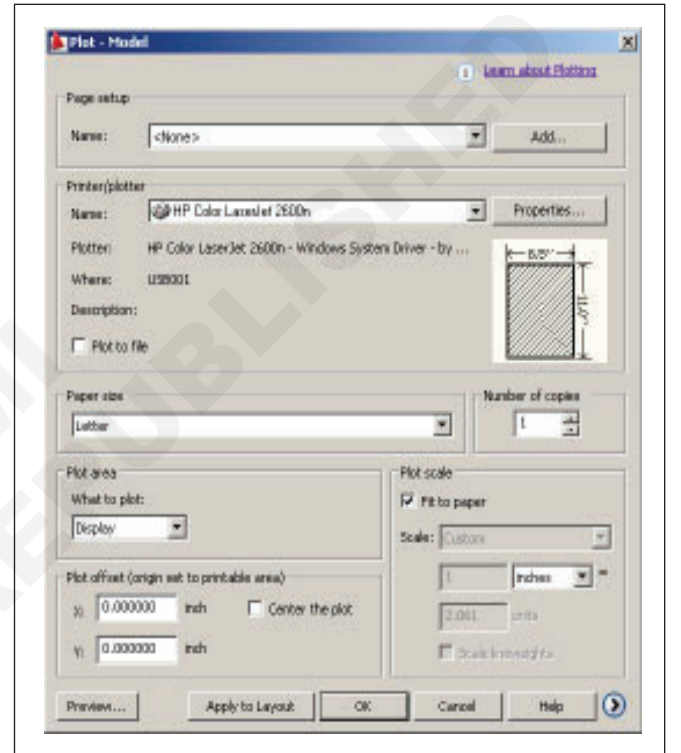 Plot - Model
Learn about Plotting
Page setup
Name: <None> Add...
Printer/plotter
Name: HP Color LaserJet 2600n Properties...
Plotter: HP Color LaserJet 2600n - Windows System Driver - by ...
Where: USB001
Description:
Plot to file
8.5''
11.0''
Paper size
Letter
Number of copies
1
Plot area
What to plot:
Display
Plot scale
Fit to paper
Scale: Custom
1 inches =
2.061 units
Scale lineweights
Plot offset (origin set to printable area)
X: 0.000000 inch Center the plot
Y: 0.000000 inch
Preview... Apply to Layout OK Cancel Help